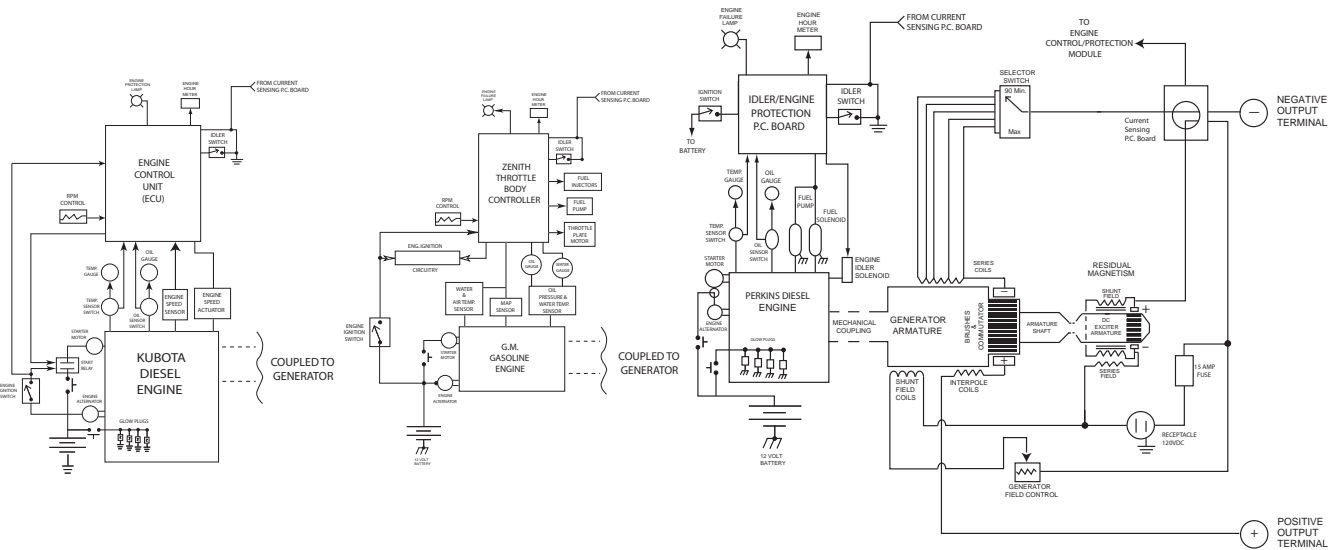 ENGINE
PROTECTION
LAMP
ENGINE
HOUR
METER
FROM CURRENT
SENSING P.C. BOARD
IDLER
SWITCH
ENGINE
CONTROL
UNIT
(ECU)
RPM
CONTROL
TEMP.
GAUGE
OIL
GAUGE
TEMP.
SENSOR
SWITCH
OIL
SENSOR
SWITCH
ENGINE
SPEED
SENSOR
ENGINE
SPEED
ACTUATOR
STARTER
MOTOR
START
RELAY
ENGINE
IGNITION
SWITCH
ENGINE
ALTERNATOR
GLOW PLUGS
KUBOTA
DIESEL
ENGINE
COUPLED TO
GENERATOR
ENGINE
FAILURE
LAMP
ENGINE
HOUR
METER
FROM CURRENT
SENSING P.C. BOARD
IDLER
SWITCH
ZENITH
THROTTLE
BODY
CONTROLLER
FUEL
INJECTORS
FUEL
PUMP
THROTTLE
PLATE
MOTOR
RPM
CONTROL
ENG. IGNITION
CIRCUITRY
OIL
GAUGE
WATER
GAUGE
WATER
&
AIR TEMP.
SENSOR
MAP
SENSOR
OIL
PRESSURE &
WATER TEMP.
SENSOR
ENGINE
IGNITION
SWITCH
STARTER
MOTOR
G.M.
GASOLINE
ENGINE
ENGINE
ALTERNATOR
12 VOLT
BATTERY
COUPLED TO
GENERATOR
ENGINE
FAILURE
LAMP
ENGINE
HOUR
METER
FROM CURRENT
SENSING P.C. BOARD
IGNITION
SWITCH
TO
BATTERY
IDLER/ENGINE
PROTECTION
P.C. BOARD
IDLER
SWITCH
TEMP.
GAUGE
OIL
GAUGE
FUEL
PUMP
FUEL
SOLENOID
TEMP.
SENSOR
SWITCH
OIL
SENSOR
SWITCH
STARTER
MOTOR
ENGINE
IDLER
SOLENOID
ENGINE
ALTERNATOR
PERKINS DIESEL
ENGINE
GLOW PLUGS
12 VOLT
BATTERY
MECHANICAL
COUPLING
TO
ENGINE
CONTROL/PROTECTION
MODULE
SELECTOR
SWITCH
90 Min.
Max
Current
Sensing
P.C. Board
−
NEGATIVE
OUTPUT
TERMINAL
SERIES
COILS
GENERATOR
ARMATURE
−
BRUSHES
&
COMMUTATOR
+
ARMATURE
SHAFT
RESIDUAL
MAGNETISM
SHUNT
FIELD
+
DC
EXCITER
ARMATURE
−
SERIES
FIELD
SHUNT
FIELD
COILS
INTERPOLE
COILS
15 AMP
FUSE
RECEPTACLE
120VDC
GENERATOR
FIELD CONTROL
+
POSITIVE
OUTPUT
TERMINAL